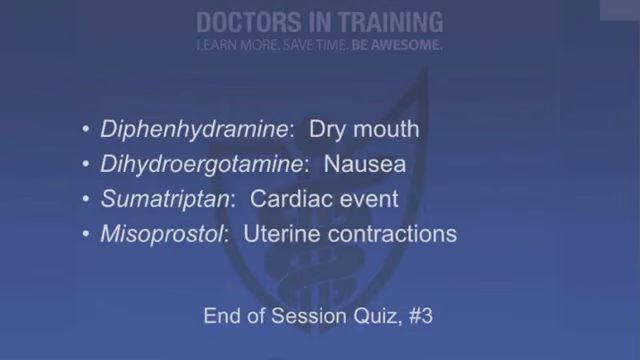 DOCTORS IN TRAINING
LEARN MORE. SAVE TIME. BE AWESOME.
• Diphenhydramine: Dry mouth
• Dihydroergotamine: Nausea
• Sumatriptan: Cardiac event
• Misoprostol: Uterine contractions
End of Session Quiz, #3